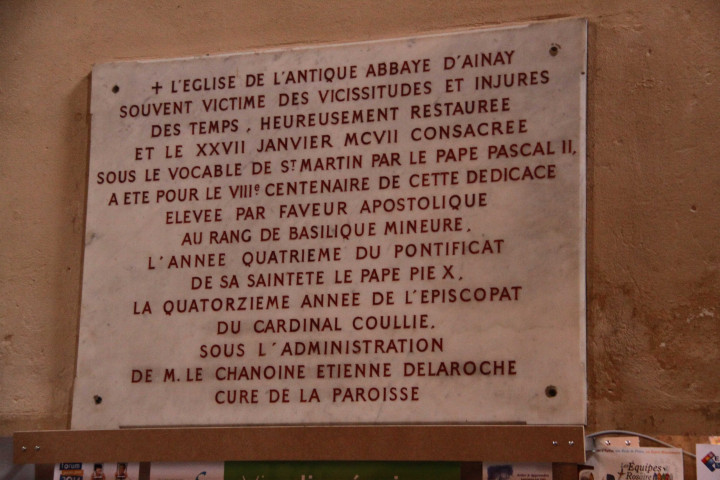 + L'EGLISE DE L'ANTIQUE ABBAYE D'AINAY
SOUVENT VICTIME DES VICISSITUDES ET INJURES
DES TEMPS, HEUREUSEMENT RESTAUREE
ET LE XXVII JANVIER MCVII CONSACREE
SOUS LE VOCABLE DE ST MARTIN PAR LE PAPE PASCAL II,
A ETE POUR LE VIIIe CENTENAIRE DE CETTE DEDICACE
ELEVEE PAR FAVEUR APOSTOLIQUE
AU RANG DE BASILIQUE MINEURE,
L'ANNEE QUATRIEME DU PONTIFICAT
DE SA SAINTETE LE PAPE PIE X,
LA QUATORZIEME ANNEE DE L'EPISCOPAT
DU CARDINAL COULLIE,
SOUS L'ADMINISTRATION
DE M. LE CHANOINE ETIENNE DELAROCHE
CURE DE LA PAROISSE
Forum
Equipes
Rosaire